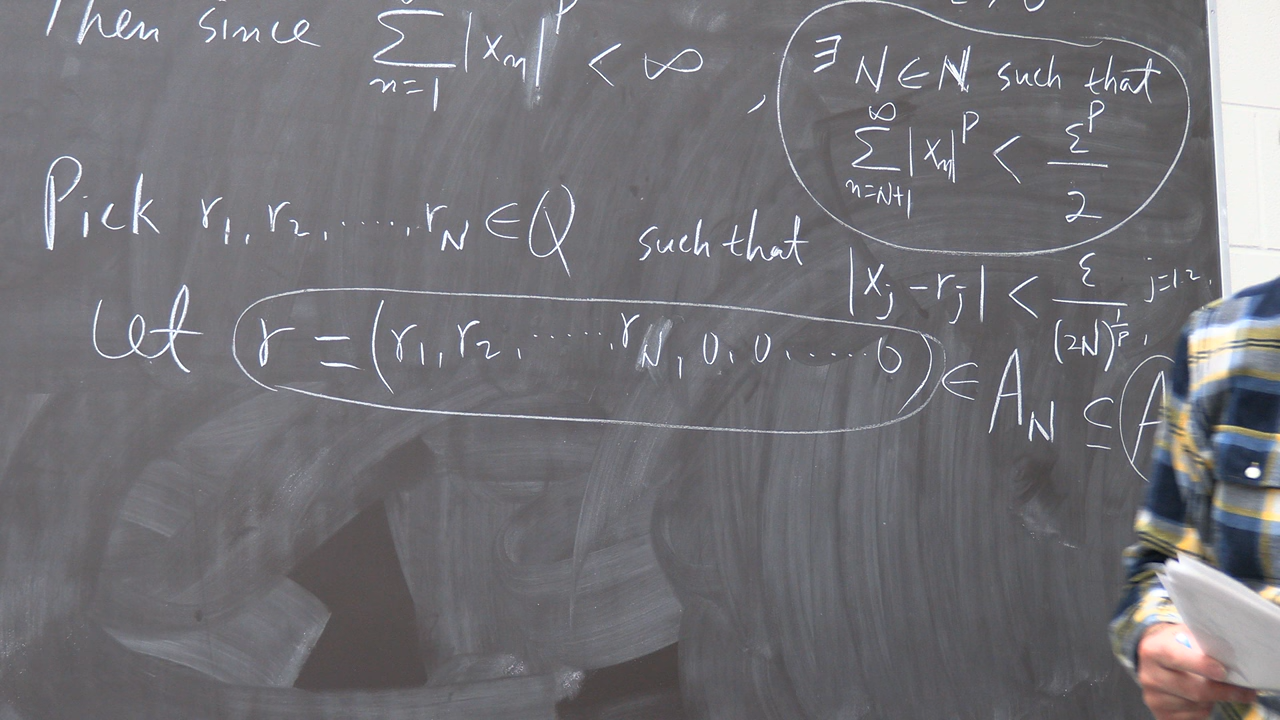 Then since ∑_{n=1} |x_n|^p < ∞ ,
∃ N ∈ ℕ such that
∑_{n=N+1}^{∞} |x_n|^p < ε^p / 2
Pick r_1, r_2, ......, r_N ∈ Q such that
|x_j - r_j| < ε / (2N)^{1/p} , j=1,2,
Let r = (r_1, r_2, ......, r_N, 0, 0, ..... 0) ∈ A_N ⊆ A